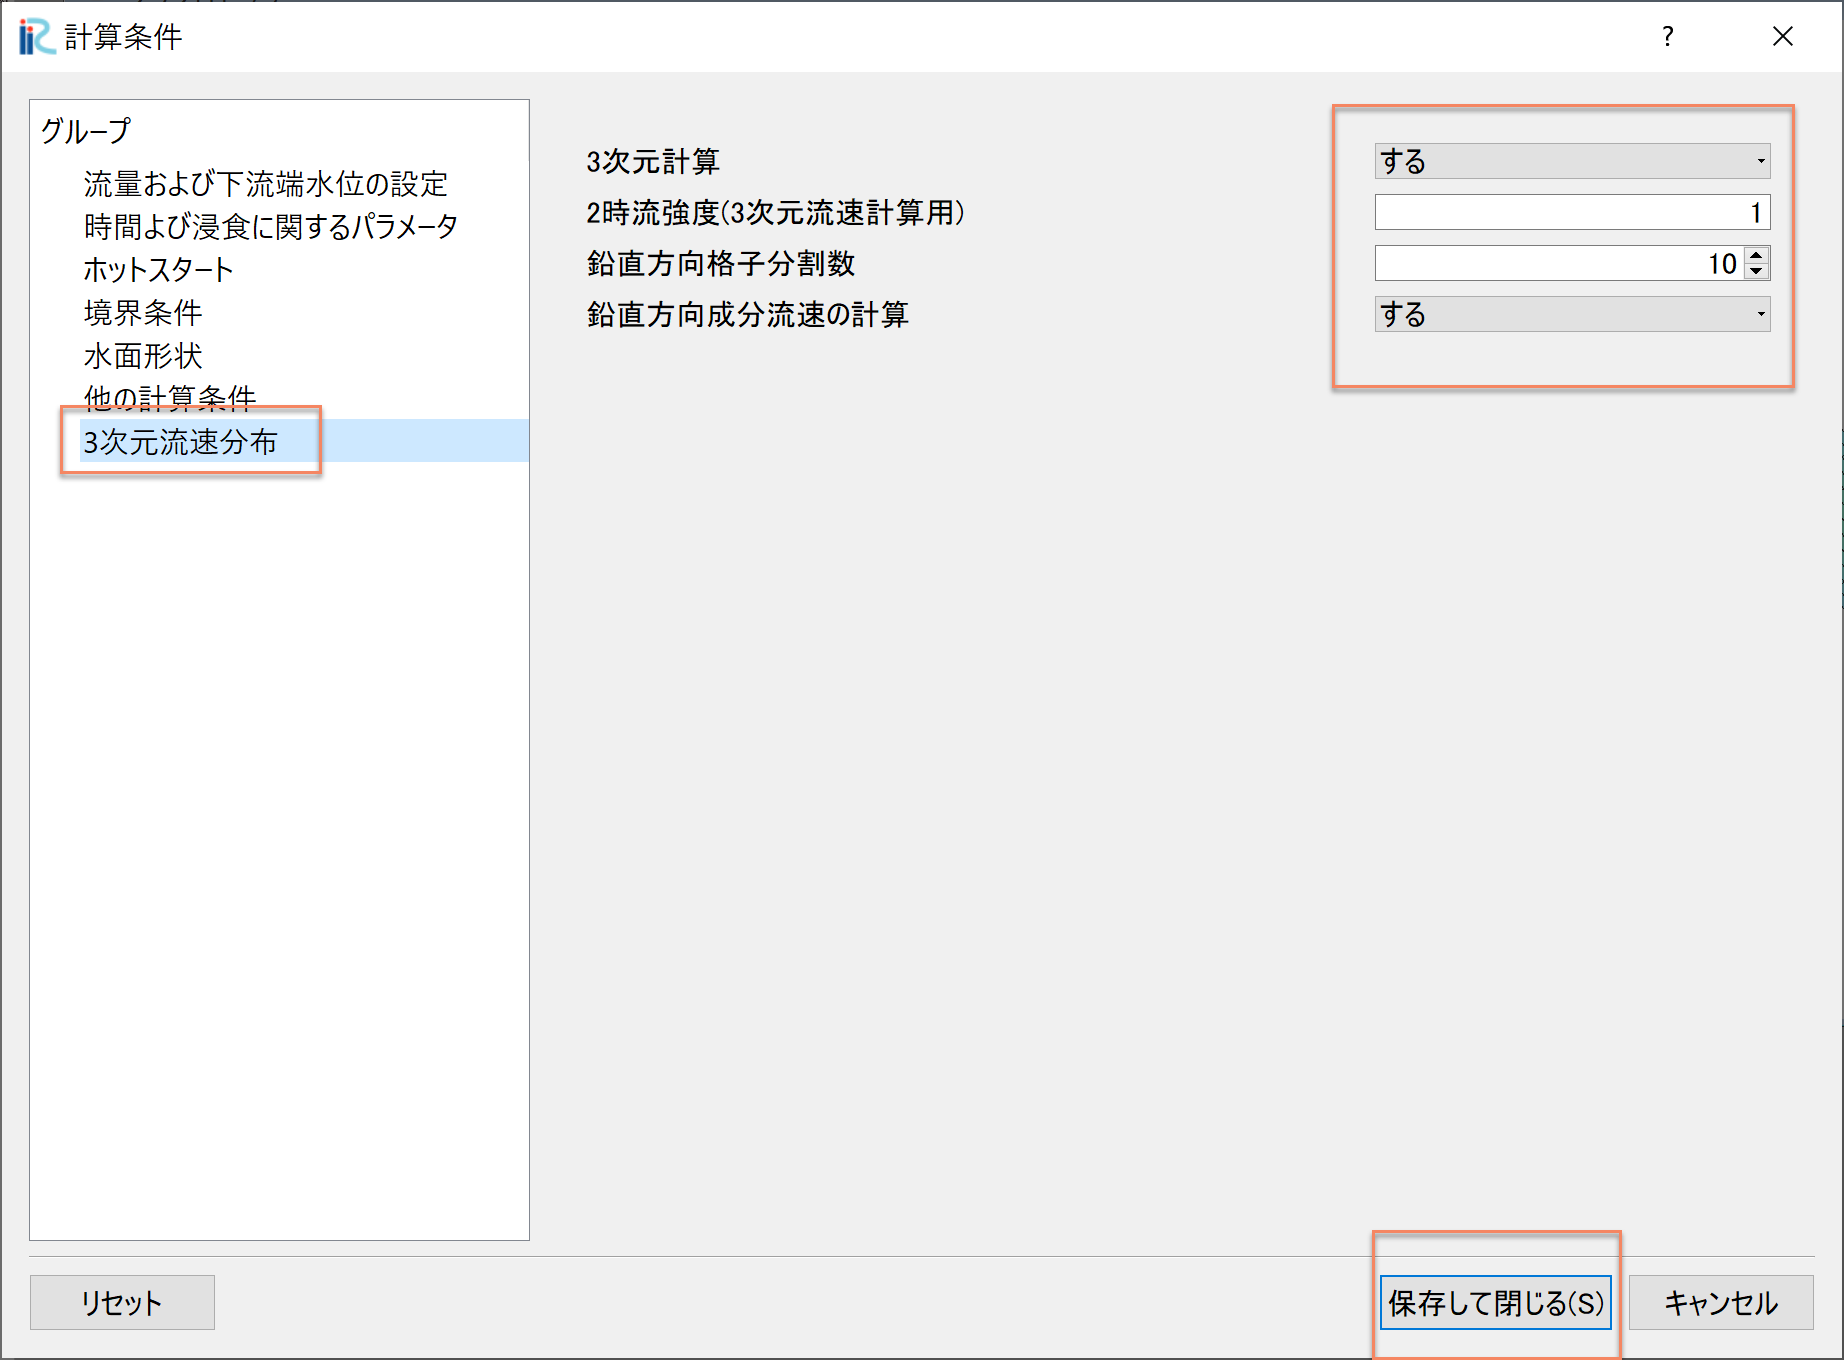 計算条件
?
グループ
流量および下流端水位の設定
時間よび浸食に関するパラメータ
ホットスタート
境界条件
水面形状
他の計算条件
3次元流速分布
3次元計算 する
2時流強度(3次元流速計算用) 1
鉛直方向格子分割数 10
鉛直方向成分流速の計算 する
リセット
保存して閉じる(S)
キャンセル